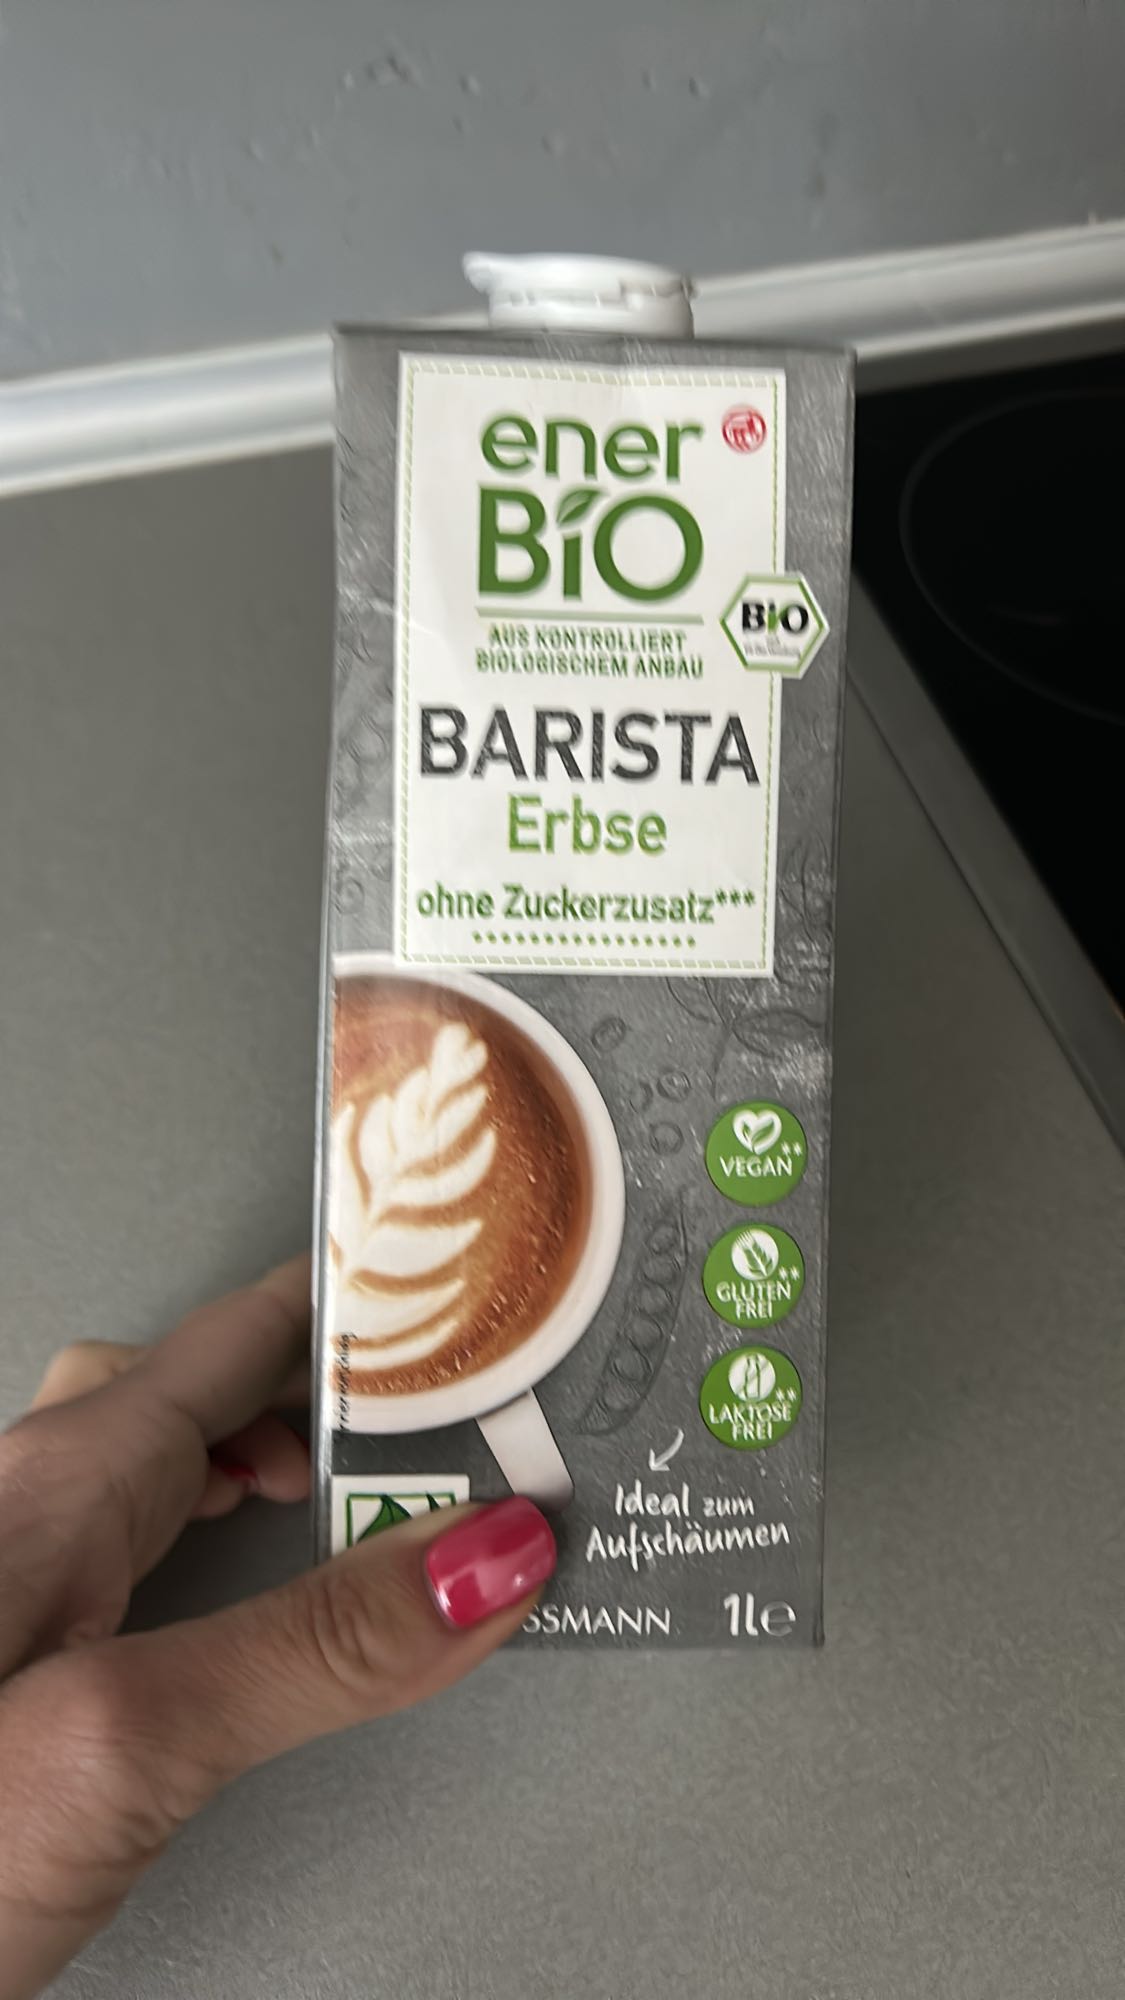 ener
BiO
AUS KONTROLLIERT
BIOLOGISCHEM ANBAU
BiO
BARISTA
Erbse
ohne Zuckerzusatz***
VEGAN**
GLUTEN**
FREI
LAKTOSE**
FREI
Ideal zum
Aufschäumen
SSMANN
1L℮